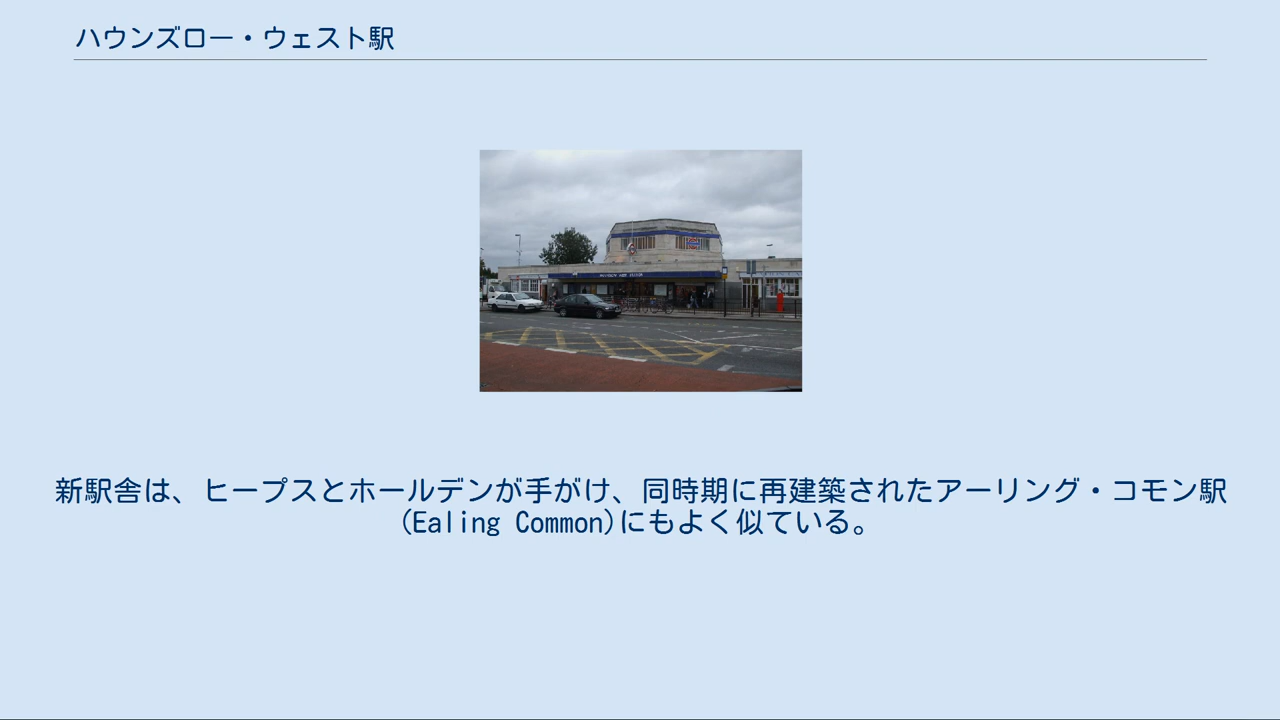 ハウンズロー・ウェスト駅
新駅舎は、ヒープスとホールデンが手がけ、同時期に再建築されたアーリング・コモン駅
(Ealing Common)にもよく似ている。